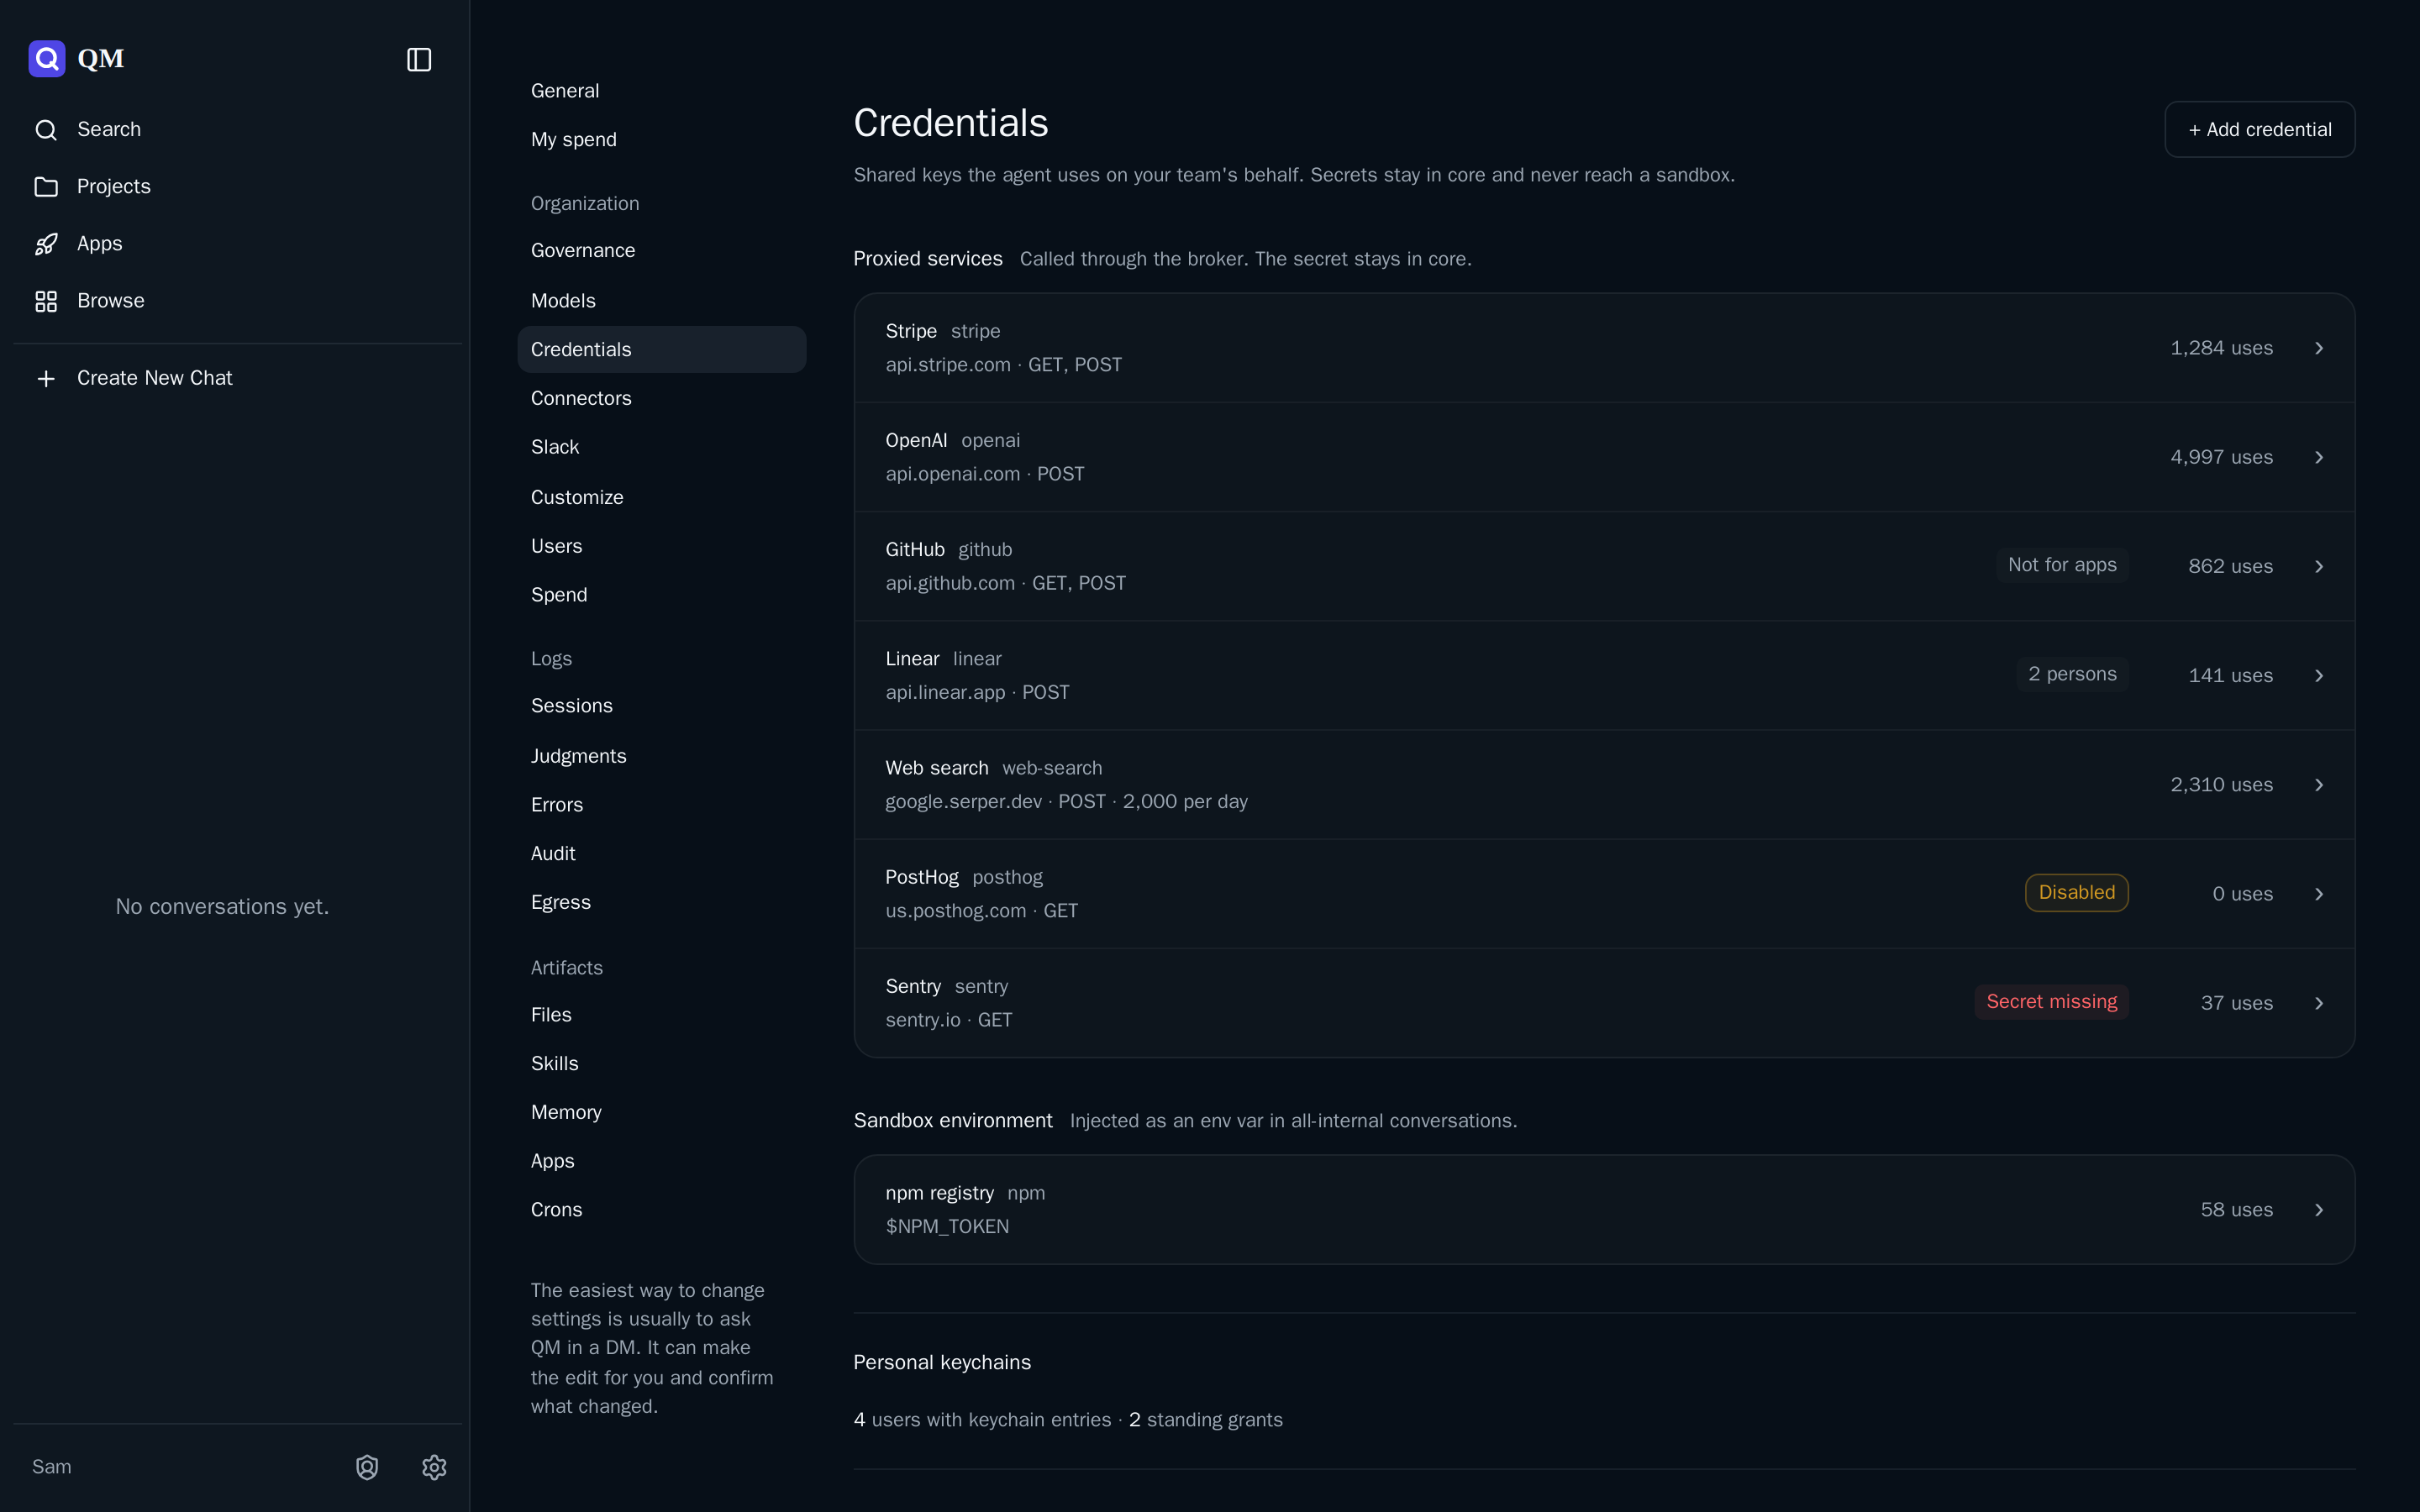 QM
Search
Projects
Apps
Browse
Create New Chat
No conversations yet.
Sam
General
My spend
Organization
Governance
Models
Credentials
Connectors
Slack
Customize
Users
Spend
Logs
Sessions
Judgments
Errors
Audit
Egress
Artifacts
Files
Skills
Memory
Apps
Crons
The easiest way to change
settings is usually to ask
QM in a DM. It can make
the edit for you and confirm
what changed.
Credentials
+ Add credential
Shared keys the agent uses on your team's behalf. Secrets stay in core and never reach a sandbox.
Proxied services Called through the broker. The secret stays in core.
Stripe stripe
api.stripe.com · GET, POST
1,284 uses
OpenAI openai
api.openai.com · POST
4,997 uses
GitHub github
api.github.com · GET, POST
Not for apps 862 uses
Linear linear
api.linear.app · POST
2 persons 141 uses
Web search web-search
google.serper.dev · POST · 2,000 per day
2,310 uses
PostHog posthog
us.posthog.com · GET
Disabled 0 uses
Sentry sentry
sentry.io · GET
Secret missing 37 uses
Sandbox environment Injected as an env var in all-internal conversations.
npm registry npm
$NPM_TOKEN
58 uses
Personal keychains
4 users with keychain entries · 2 standing grants